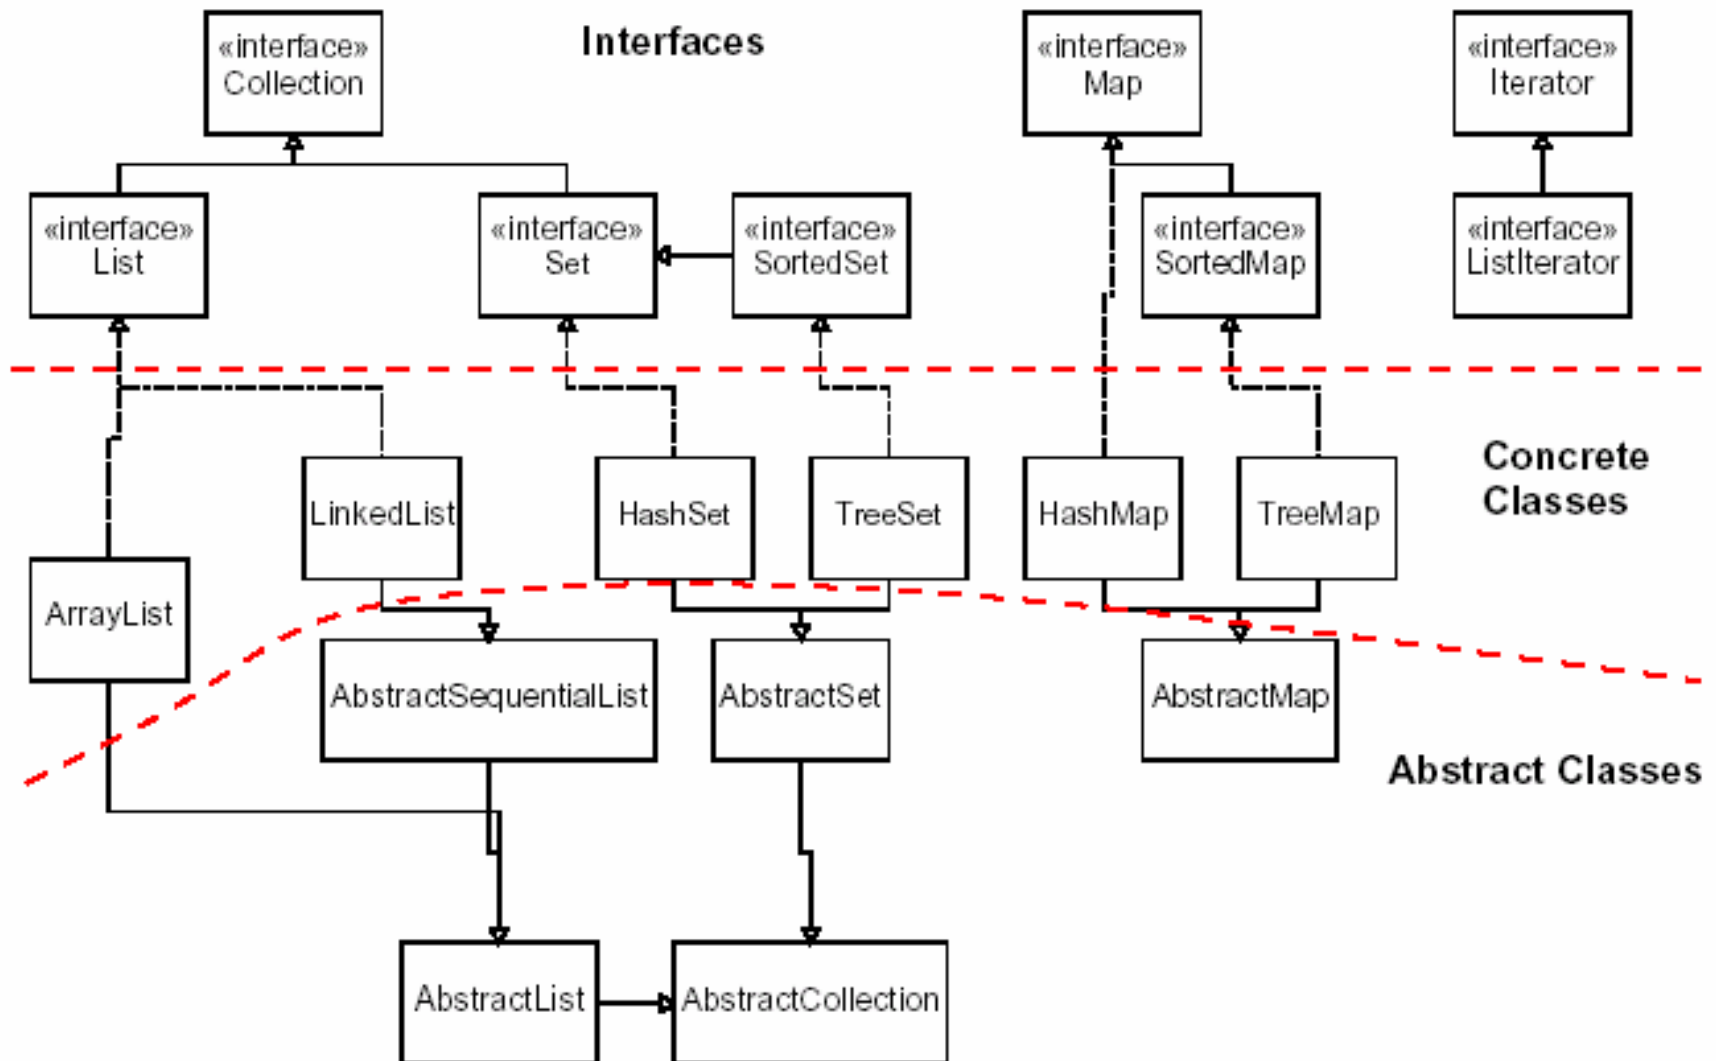 «interface»
Collection
Interfaces
«interface»
Map
«interface»
Iterator
«interface»
List
«interface»
Set
«interface»
SortedSet
«interface»
SortedMap
«interface»
ListIterator
Concrete
Classes
LinkedList
HashSet
TreeSet
HashMap
TreeMap
ArrayList
AbstractSequentialList
AbstractSet
AbstractMap
Abstract Classes
AbstractList
AbstractCollection